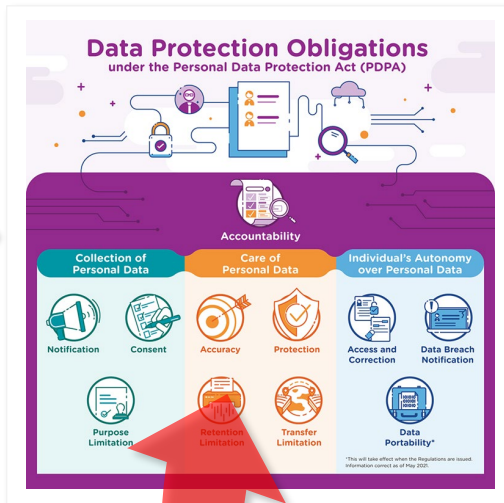 Data Protection Obligations
under the Personal Data Protection Act (PDPA)
Accountability
Collection of
Personal Data
Notification
Consent
Purpose
Limitation
Care of
Personal Data
Accuracy
Protection
Retention
Limitation
Transfer
Limitation
Individual's Autonomy
over Personal Data
Access and
Correction
Data Breach
Notification
Data
Portability*
*This will take effect when the Regulations are issued.
Information correct as of May 2021.